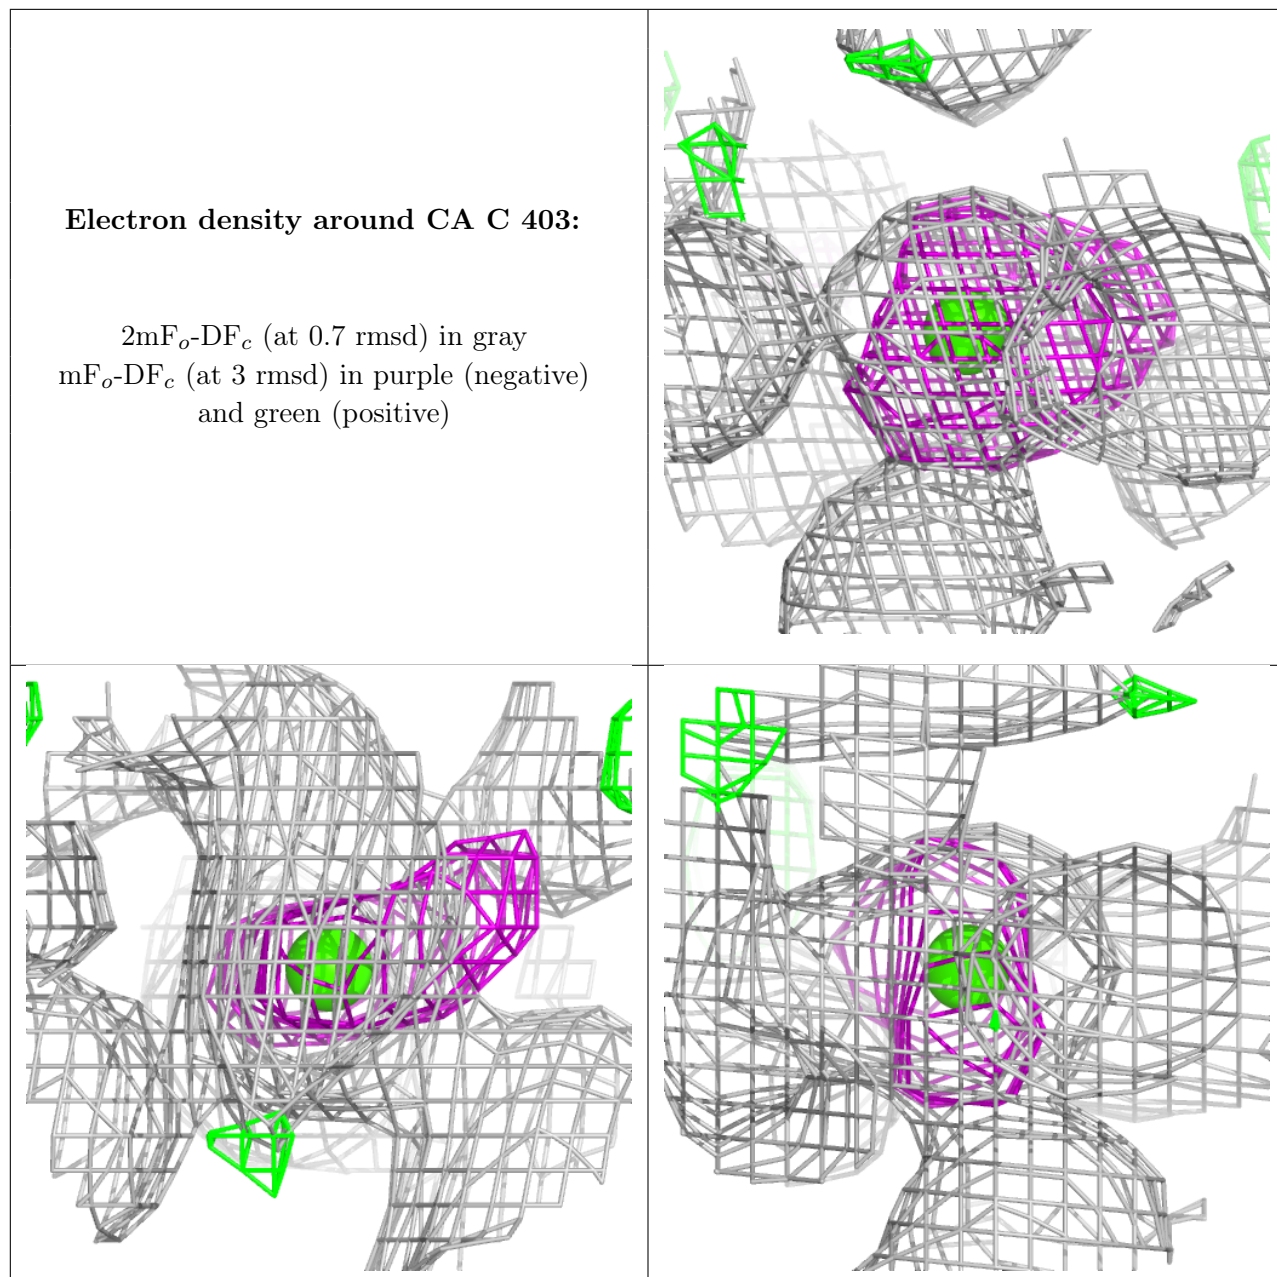 Electron density around CA C 403:
2mFo-DFc (at 0.7 rmsd) in gray
mFo-DFc (at 3 rmsd) in purple (negative)
and green (positive)